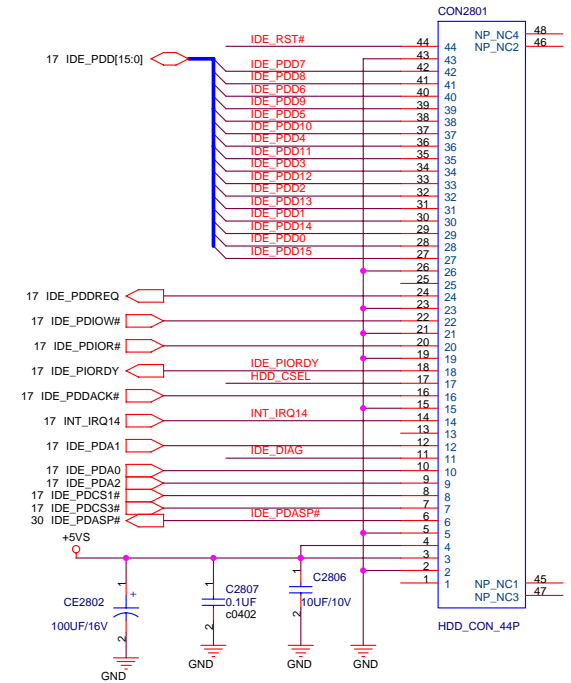 CON2801
IDE_RST# 44 44 NP_NC4 48
43 43 NP_NC2 46
17 IDE_PDD[15:0]
IDE_PDD7 42 42
IDE_PDD8 41 41
IDE_PDD6 40 40
IDE_PDD9 39 39
IDE_PDD5 38 38
IDE_PDD10 37 37
IDE_PDD4 36 36
IDE_PDD11 35 35
IDE_PDD3 34 34
IDE_PDD12 33 33
IDE_PDD2 32 32
IDE_PDD13 31 31
IDE_PDD1 30 30
IDE_PDD14 29 29
IDE_PDD0 28 28
IDE_PDD15 27 27
26 26
25 25
17 IDE_PDDREQ 24 24
23 23
17 IDE_PDIOW# 22 22
21 21
17 IDE_PDIOR# 20 20
19 19
17 IDE_PIORDY IDE_PIORDY 18 18
HDD_CSEL 17 17
17 IDE_PDDACK# 16 16
15 15
17 INT_IRQ14 INT_IRQ14 14 14
13 13
17 IDE_PDA1 12 12
IDE_DIAG 11 11
17 IDE_PDA0 10 10
17 IDE_PDA2 9 9
17 IDE_PDCS1# 8 8
17 IDE_PDCS3# 7 7
30 IDE_PDASP# IDE_PDASP# 6 6
5 5
+5VS 4 4
3 3
2 2
1 1 NP_NC1 45
NP_NC3 47
1 + CE2802 100UF/16V 2 GND
1 C2807 0.1UF c0402 2 GND
1 C2806 10UF/10V 2 GND
GND
HDD_CON_44P